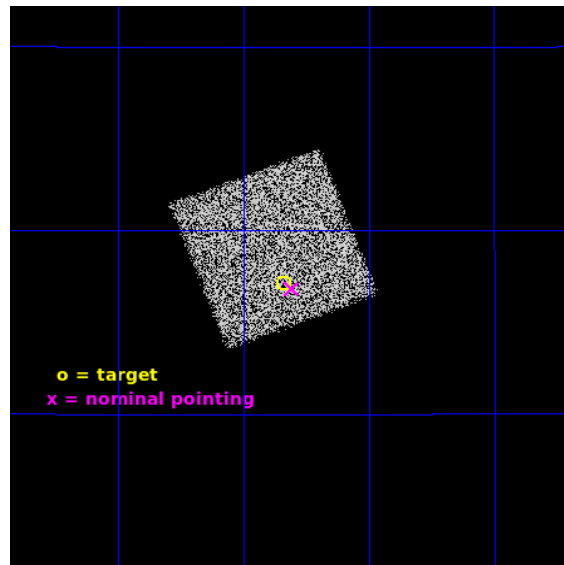 o = target
x = nominal pointing